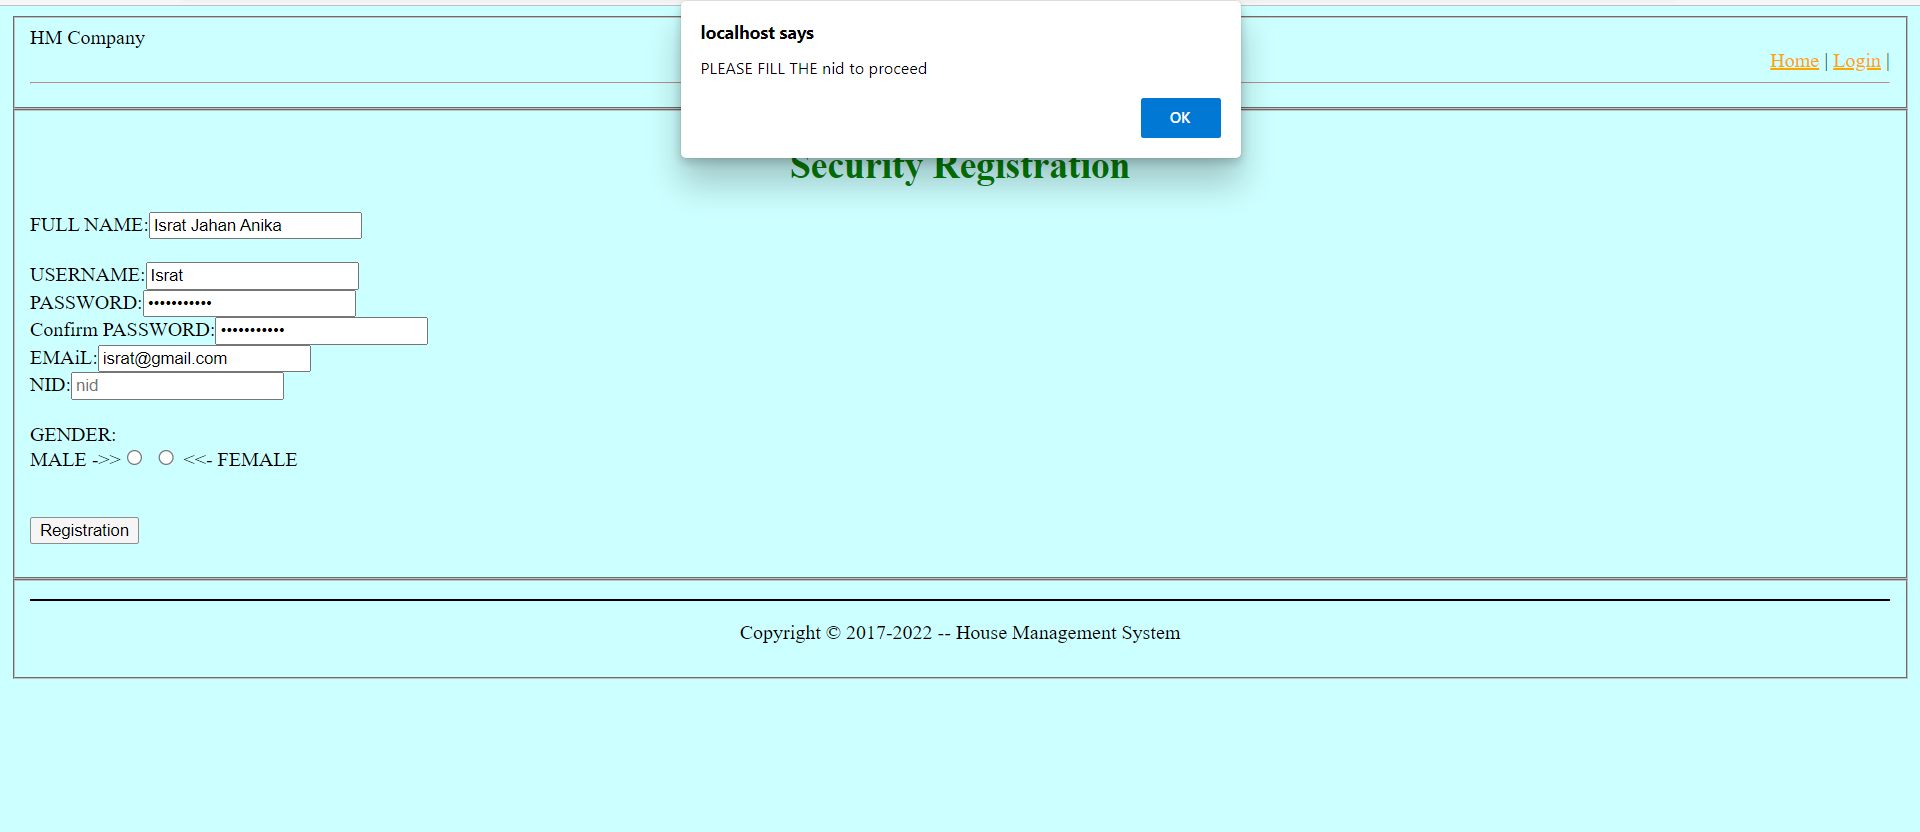 localhost says
PLEASE FILL THE nid to proceed
OK
HM Company
Home | Login |
Security Registration
FULL NAME: Israt Jahan Anika
USERNAME: Israt
PASSWORD: •••••••••••
Confirm PASSWORD: •••••••••••
EMAiL: israt@gmail.com
NID: nid
GENDER:
MALE ->> <<- FEMALE
Registration
Copyright © 2017-2022 -- House Management System